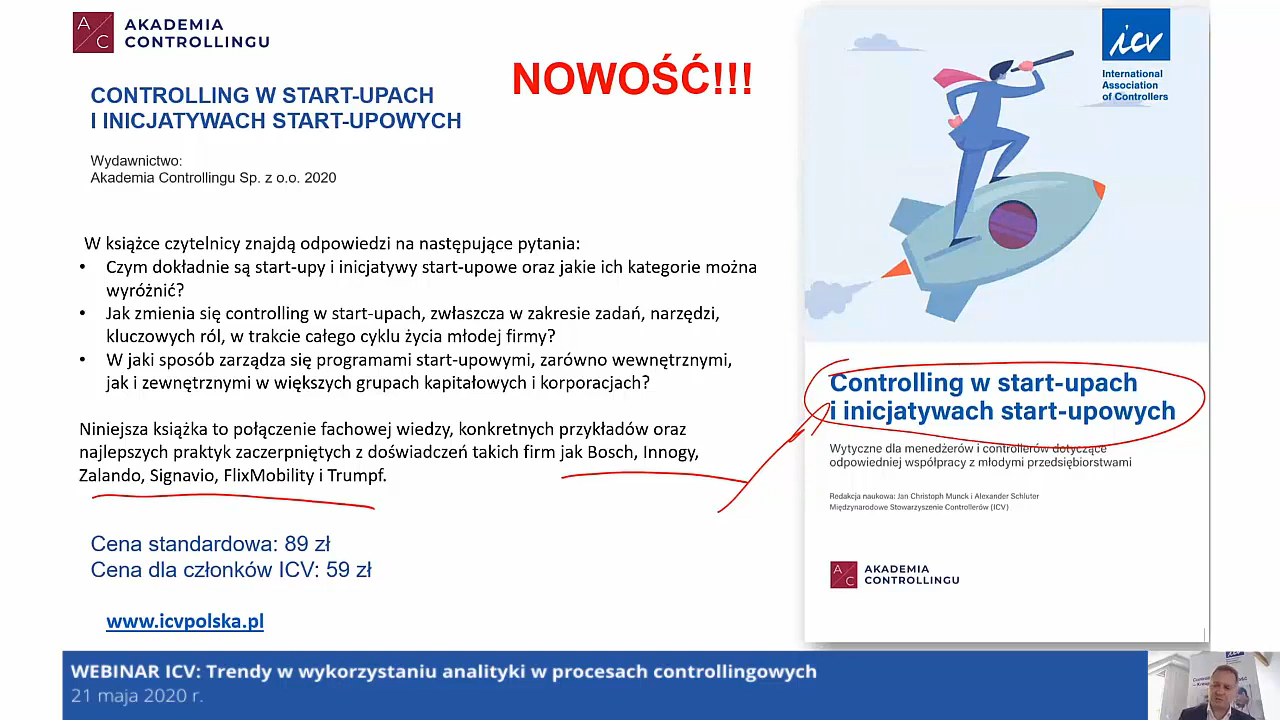 AKADEMIA
CONTROLLINGU
NOWOŚĆ!!!
CONTROLLING W START-UPACH
I INICJATYWACH START-UPOWYCH
Wydawnictwo:
Akademia Controllingu Sp. z o.o. 2020
W książce czytelnicy znajdą odpowiedzi na następujące pytania:
• Czym dokładnie są start-upy i inicjatywy start-upowe oraz jakie ich kategorie można
wyróżnić?
• Jak zmienia się controlling w start-upach, zwłaszcza w zakresie zadań, narzędzi,
kluczowych ról, w trakcie całego cyklu życia młodej firmy?
• W jaki sposób zarządza się programami start-upowymi, zarówno wewnętrznymi,
jak i zewnętrznymi w większych grupach kapitałowych i korporacjach?
Niniejsza książka to połączenie fachowej wiedzy, konkretnych przykładów oraz
najlepszych praktyk zaczerpniętych z doświadczeń takich firm jak Bosch, Innogy,
Zalando, Signavio, FlixMobility i Trumpf.
Cena standardowa: 89 zł
Cena dla członków ICV: 59 zł
www.icvpolska.pl
icv
International
Association
of Controllers
Controlling w start-upach
i inicjatywach start-upowych
Wytyczne dla menedżerów i controllerów dotyczące
odpowiedniej współpracy z młodymi przedsiębiorstwami
Redakcja naukowa: Jan Christoph Munck i Alexander Schluter
Międzynarodowe Stowarzyszenie Controllerów (ICV)
A
C
AKADEMIA
CONTROLLINGU
WEBINAR ICV: Trendy w wykorzystaniu analityki w procesach controllingowych
21 maja 2020 r.